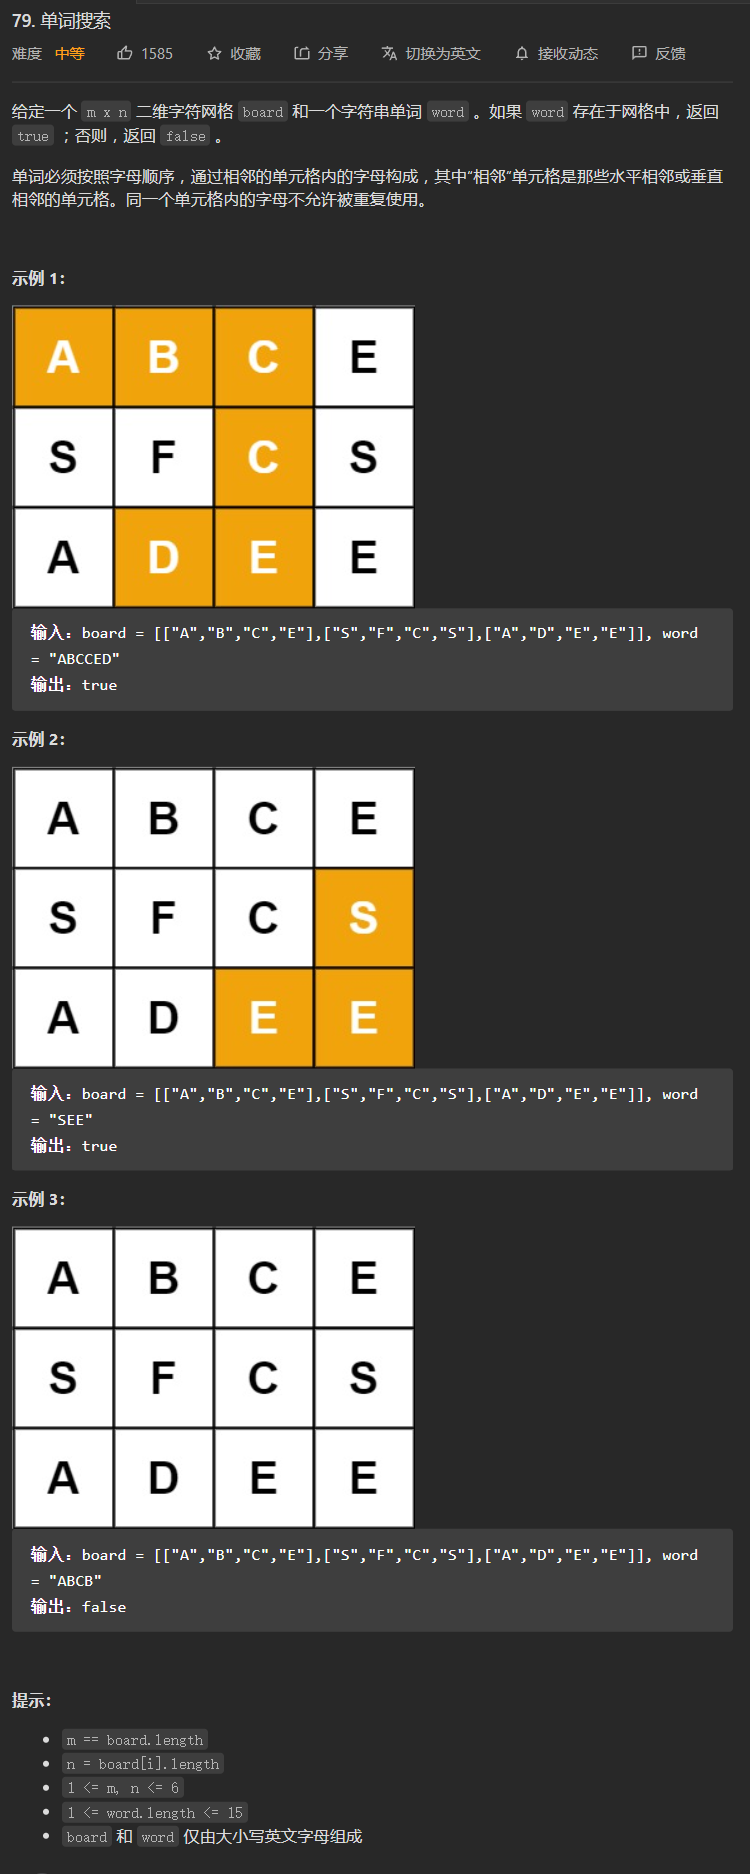 79. 单词搜索
难度 中等 1585 收藏 分享 切换为英文 接收动态 反馈
给定一个 m x n 二维字符网格 board 和一个字符串单词 word 。如果 word 存在于网格中，返回
true ；否则，返回 false 。
单词必须按照字母顺序，通过相邻的单元格内的字母构成，其中“相邻”单元格是那些水平相邻或垂直
相邻的单元格。同一个单元格内的字母不允许被重复使用。
示例 1：
A B C E
S F C S
A D E E
输入：board = [["A","B","C","E"],["S","F","C","S"],["A","D","E","E"]], word
= "ABCCED"
输出：true
示例 2：
A B C E
S F C S
A D E E
输入：board = [["A","B","C","E"],["S","F","C","S"],["A","D","E","E"]], word
= "SEE"
输出：true
示例 3：
A B C E
S F C S
A D E E
输入：board = [["A","B","C","E"],["S","F","C","S"],["A","D","E","E"]], word
= "ABCB"
输出：false
提示：
m == board.length
n = board[i].length
1 <= m, n <= 6
1 <= word.length <= 15
board 和 word 仅由大小写英文字母组成